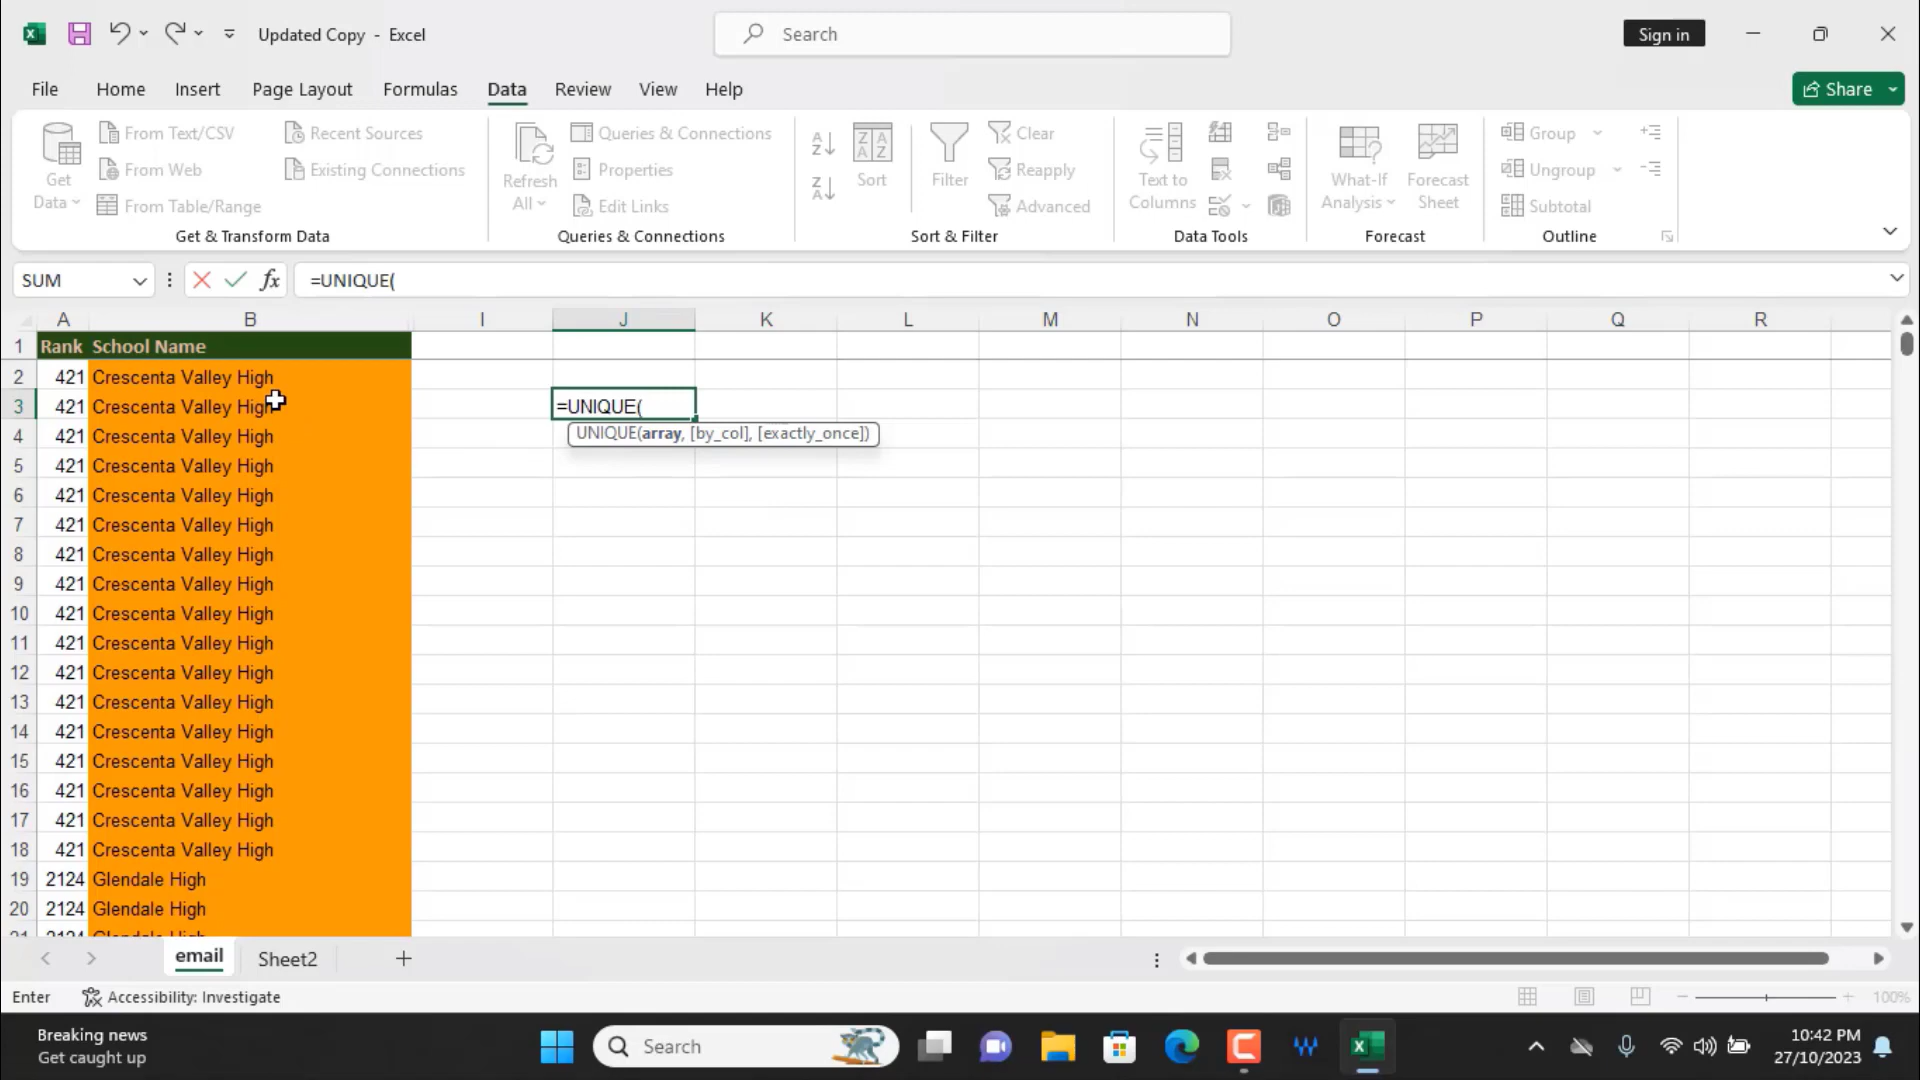 Updated Copy - Excel
Search
Sign in
File Home Insert Page Layout Formulas Data Review View Help
Share
Get Data
From Text/CSV
From Web
From Table/Range
Recent Sources
Existing Connections
Get & Transform Data
Refresh All
Queries & Connections
Properties
Edit Links
Queries & Connections
Sort
Filter
Clear
Reapply
Advanced
Sort & Filter
Text to Columns
Data Tools
What-If Analysis
Forecast Sheet
Forecast
Group
Ungroup
Subtotal
Outline
SUM fx =UNIQUE(
A B I J K L M N O P Q R
1 Rank School Name
2 421 Crescenta Valley High
3 421 Crescenta Valley High =UNIQUE(
UNIQUE(array, [by_col], [exactly_once])
4 421 Crescenta Valley High
5 421 Crescenta Valley High
6 421 Crescenta Valley High
7 421 Crescenta Valley High
8 421 Crescenta Valley High
9 421 Crescenta Valley High
10 421 Crescenta Valley High
11 421 Crescenta Valley High
12 421 Crescenta Valley High
13 421 Crescenta Valley High
14 421 Crescenta Valley High
15 421 Crescenta Valley High
16 421 Crescenta Valley High
17 421 Crescenta Valley High
18 421 Crescenta Valley High
19 2124 Glendale High
20 2124 Glendale High
21 2124 Glendale High
email Sheet2
Enter Accessibility: Investigate 100%
Breaking news
Get caught up
Search
10:42 PM
27/10/2023